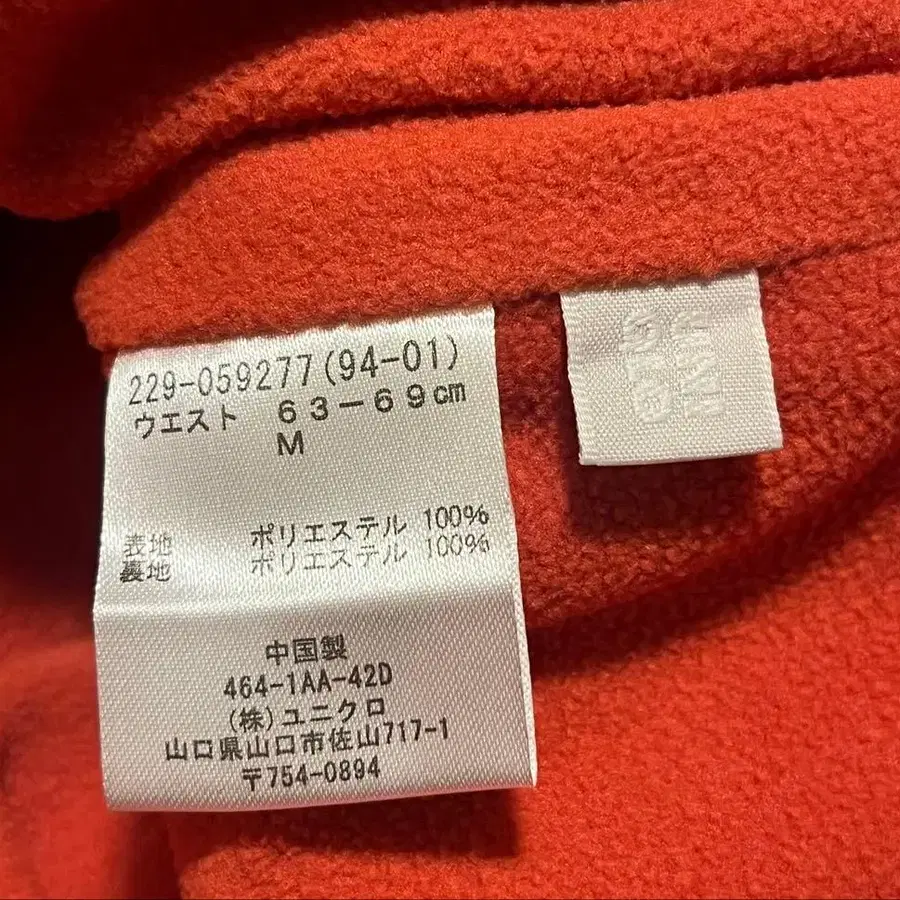 229-059277(94-01)
ウエスト 63-69cm
M
表地 ポリエステル 100%
裏地 ポリエステル 100%
中国製
464-1AA-42D
(株)ユニクロ
山口県山口市佐山717-1
〒754-0894